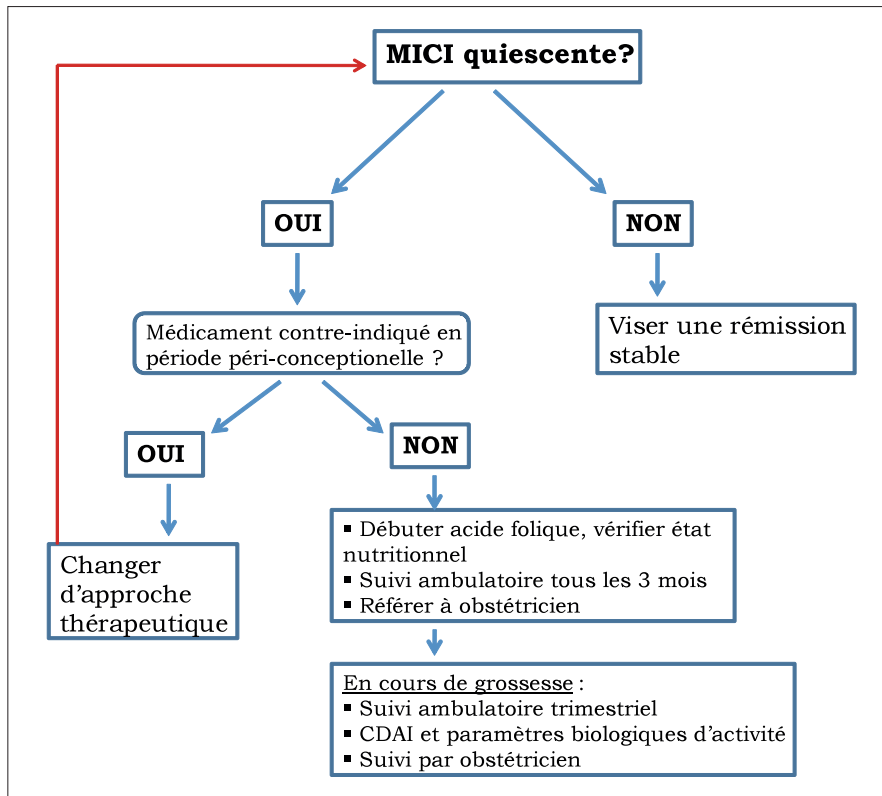 MICI quiescente?
OUI
NON
Médicament contre-indiqué en
période péri-conceptionelle ?
Viser une rémission
stable
OUI
NON
Changer
d’approche
thérapeutique
▪ Débuter acide folique, vérifier état
nutritionnel
▪ Suivi ambulatoire tous les 3 mois
▪ Référer à obstétricien
En cours de grossesse :
▪ Suivi ambulatoire trimestriel
▪ CDAI et paramètres biologiques d’activité
▪ Suivi par obstétricien